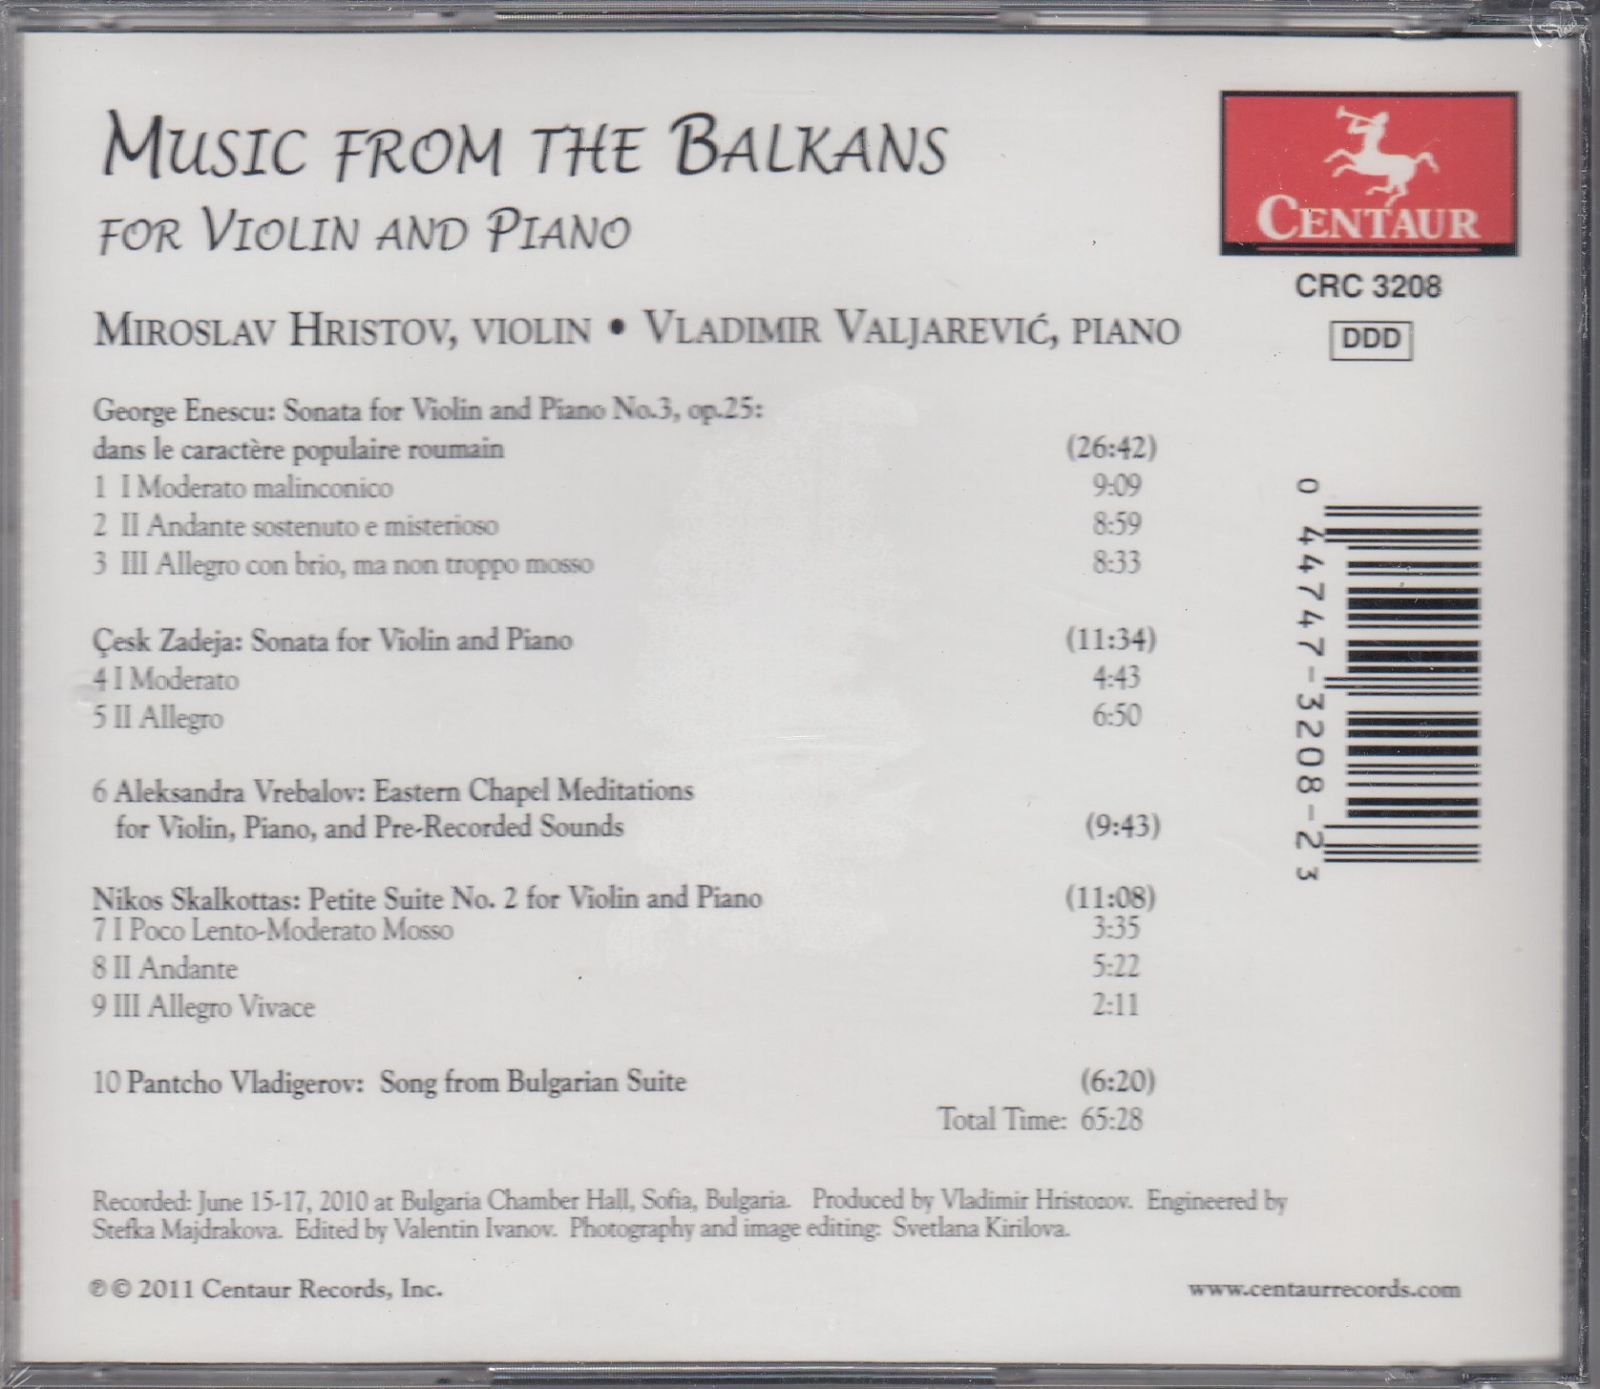 MUSIC FROM THE BALKANS
FOR VIOLIN AND PIANO
CENTAUR
CRC 3208
DDD
MIROSLAV HRISTOV, VIOLIN • VLADIMIR VALJAREVIĆ, PIANO
George Enescu: Sonata for Violin and Piano No.3, op.25:
dans le caractère populaire roumain (26:42)
1 I Moderato malinconico 9:09
2 II Andante sostenuto e misterioso 8:59
3 III Allegro con brio, ma non troppo mosso 8:33
Çesk Zadeja: Sonata for Violin and Piano (11:34)
4 I Moderato 4:43
5 II Allegro 6:50
6 Aleksandra Vrebalov: Eastern Chapel Meditations
for Violin, Piano, and Pre-Recorded Sounds (9:43)
Nikos Skalkottas: Petite Suite No. 2 for Violin and Piano (11:08)
7 I Poco Lento-Moderato Mosso 3:35
8 II Andante 5:22
9 III Allegro Vivace 2:11
10 Pantcho Vladigerov: Song from Bulgarian Suite (6:20)
Total Time: 65:28
0 44747-3208-2 3
Recorded: June 15-17, 2010 at Bulgaria Chamber Hall, Sofia, Bulgaria. Produced by Vladimir Hristozov. Engineered by
Stefka Majdrakova. Edited by Valentin Ivanov. Photography and image editing: Svetlana Kirilova.
℗ © 2011 Centaur Records, Inc.
www.centaurrecords.com